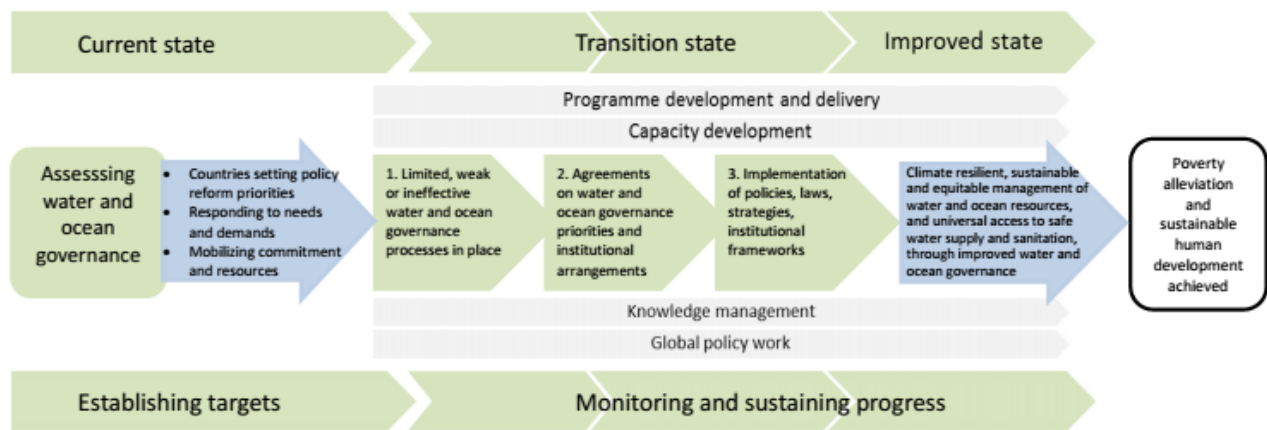 Current state
Transition state
Improved state
Programme development and delivery
Capacity development
Assesssing
water and
ocean
governance
• Countries setting policy
reform priorities
• Responding to needs
and demands
• Mobilizing commitment
and resources
1. Limited, weak
or ineffective
water and ocean
governance
processes in place
2. Agreements
on water and
ocean governance
priorities and
institutional
arrangements
3. Implementation
of policies, laws,
strategies,
institutional
frameworks
Climate resilient, sustainable
and equitable management of
water and ocean resources,
and universal access to safe
water supply and sanitation,
through improved water and
ocean governance
Poverty
alleviation
and
sustainable
human
development
achieved
Knowledge management
Global policy work
Establishing targets
Monitoring and sustaining progress